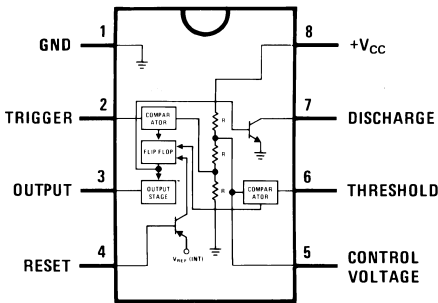 1
GND
8
+VCC
2
TRIGGER
COMPAR
ATOR
R
7
DISCHARGE
FLIP FLOP
R
3
OUTPUT
OUTPUT
STAGE
R
COMPAR
ATOR
6
THRESHOLD
4
RESET
VREF (INT)
5
CONTROL
VOLTAGE